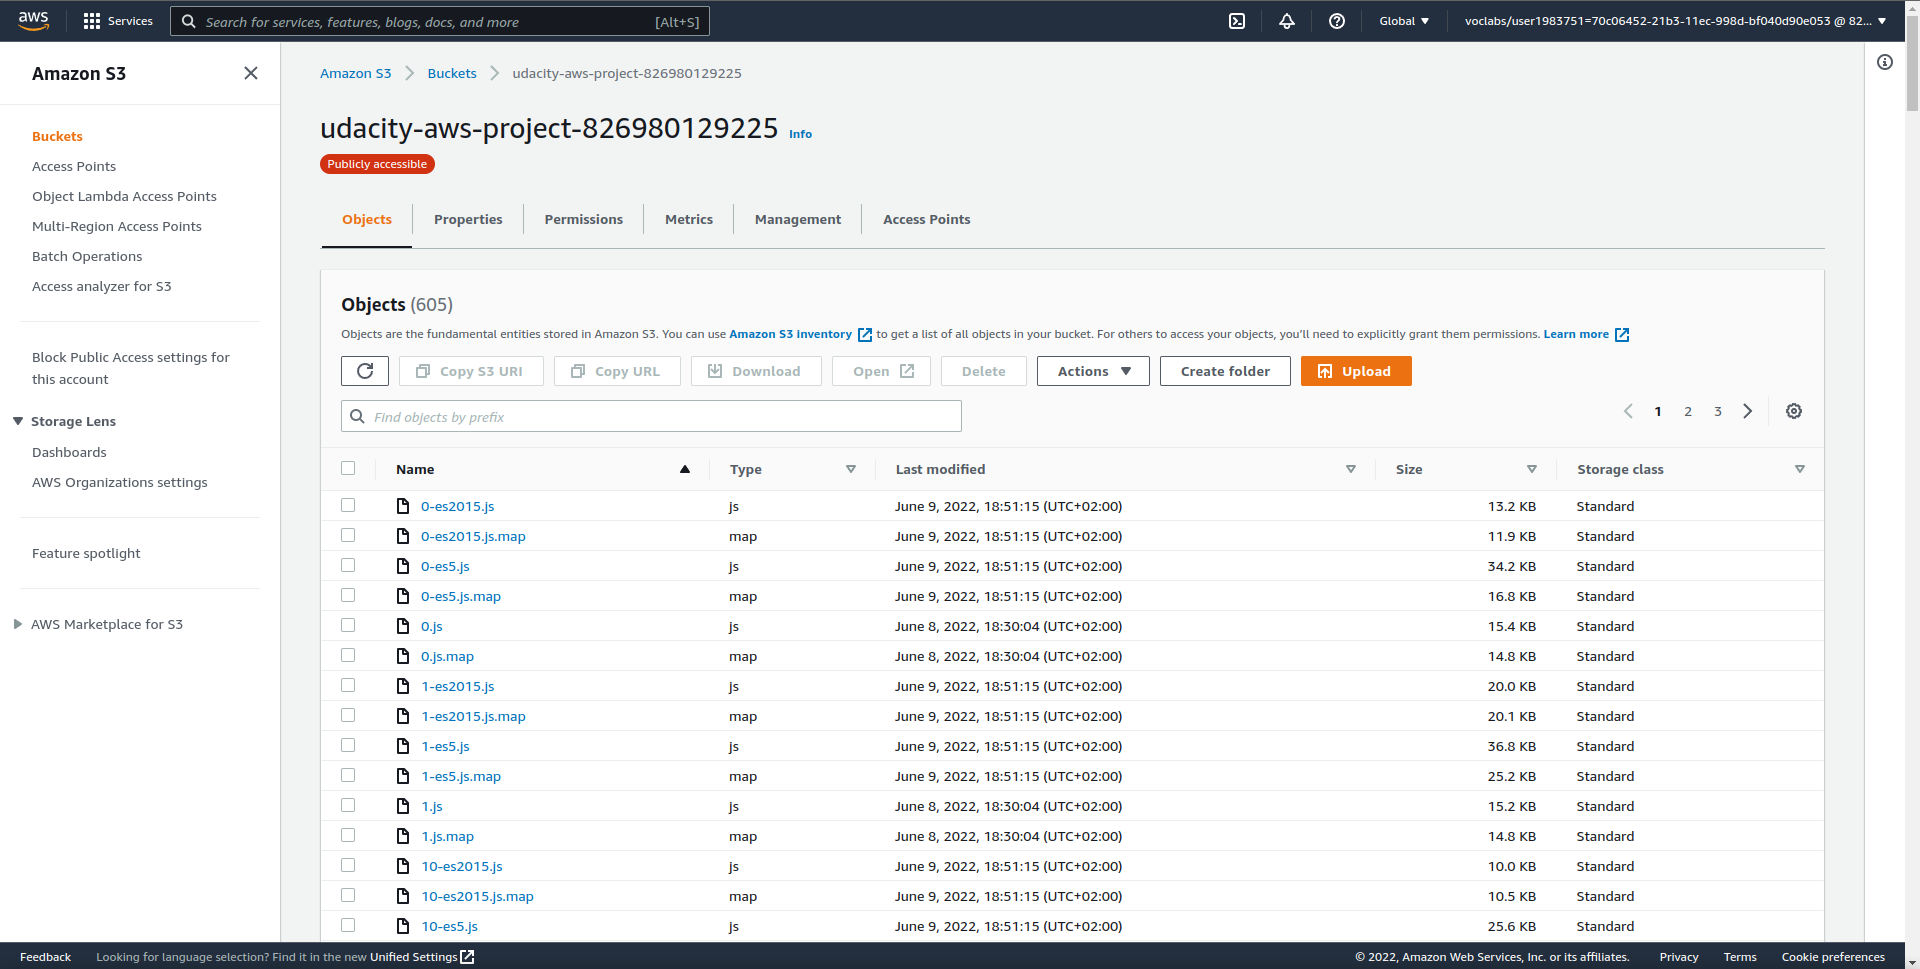 aws Services Search for services, features, blogs, docs, and more [Alt+S] Global voclabs/user1983751=70c06452-21b3-11ec-998d-bf040d90e053 @ 82...
Amazon S3
Buckets
Access Points
Object Lambda Access Points
Multi-Region Access Points
Batch Operations
Access analyzer for S3
Block Public Access settings for
this account
Storage Lens
Dashboards
AWS Organizations settings
Feature spotlight
AWS Marketplace for S3
Amazon S3 Buckets udacity-aws-project-826980129225
udacity-aws-project-826980129225 Info
Publicly accessible
Objects Properties Permissions Metrics Management Access Points
Objects (605)
Objects are the fundamental entities stored in Amazon S3. You can use Amazon S3 inventory to get a list of all objects in your bucket. For others to access your objects, you'll need to explicitly grant them permissions. Learn more
Copy S3 URI Copy URL Download Open Delete Actions Create folder Upload
Find objects by prefix 1 2 3
Name Type Last modified Size Storage class
0-es2015.js js June 9, 2022, 18:51:15 (UTC+02:00) 13.2 KB Standard
0-es2015.js.map map June 9, 2022, 18:51:15 (UTC+02:00) 11.9 KB Standard
0-es5.js js June 9, 2022, 18:51:15 (UTC+02:00) 34.2 KB Standard
0-es5.js.map map June 9, 2022, 18:51:15 (UTC+02:00) 16.8 KB Standard
0.js js June 8, 2022, 18:30:04 (UTC+02:00) 15.4 KB Standard
0.js.map map June 8, 2022, 18:30:04 (UTC+02:00) 14.8 KB Standard
1-es2015.js js June 9, 2022, 18:51:15 (UTC+02:00) 20.0 KB Standard
1-es2015.js.map map June 9, 2022, 18:51:15 (UTC+02:00) 20.1 KB Standard
1-es5.js js June 9, 2022, 18:51:15 (UTC+02:00) 36.8 KB Standard
1-es5.js.map map June 9, 2022, 18:51:15 (UTC+02:00) 25.2 KB Standard
1.js js June 8, 2022, 18:30:04 (UTC+02:00) 15.2 KB Standard
1.js.map map June 8, 2022, 18:30:04 (UTC+02:00) 14.8 KB Standard
10-es2015.js js June 9, 2022, 18:51:15 (UTC+02:00) 10.0 KB Standard
10-es2015.js.map map June 9, 2022, 18:51:15 (UTC+02:00) 10.5 KB Standard
10-es5.js js June 9, 2022, 18:51:15 (UTC+02:00) 25.6 KB Standard
Feedback Looking for language selection? Find it in the new Unified Settings © 2022, Amazon Web Services, Inc. or its affiliates. Privacy Terms Cookie preferences